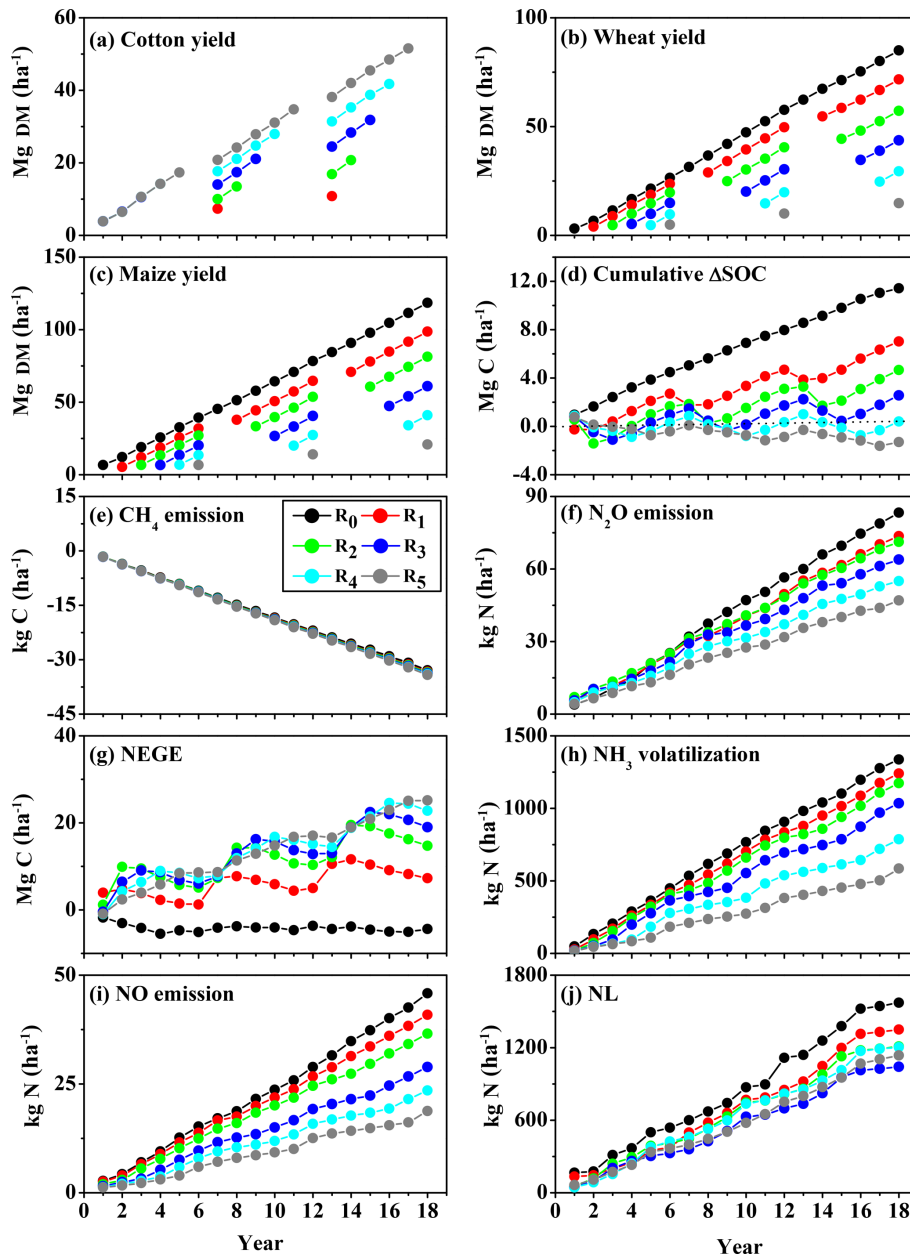 (a) Cotton yield
Mg DM (ha⁻¹)
60
40
20
0
(b) Wheat yield
Mg DM (ha⁻¹)
100
50
0
(c) Maize yield
Mg DM (ha⁻¹)
150
100
50
0
(d) Cumulative ΔSOC
Mg C (ha⁻¹)
12.0
8.0
4.0
0.0
-4.0
(e) CH₄ emission
kg C (ha⁻¹)
15
0
-15
-30
-45
R₀ R₁
R₂ R₃
R₄ R₅
(f) N₂O emission
kg N (ha⁻¹)
90
60
30
0
(g) NEGE
Mg C (ha⁻¹)
40
20
0
(h) NH₃ volatilization
kg N (ha⁻¹)
1500
1000
500
0
(i) NO emission
kg N (ha⁻¹)
50
25
0
0 2 4 6 8 10 12 14 16 18
Year
(j) NL
kg N (ha⁻¹)
1800
1200
600
0
0 2 4 6 8 10 12 14 16 18
Year